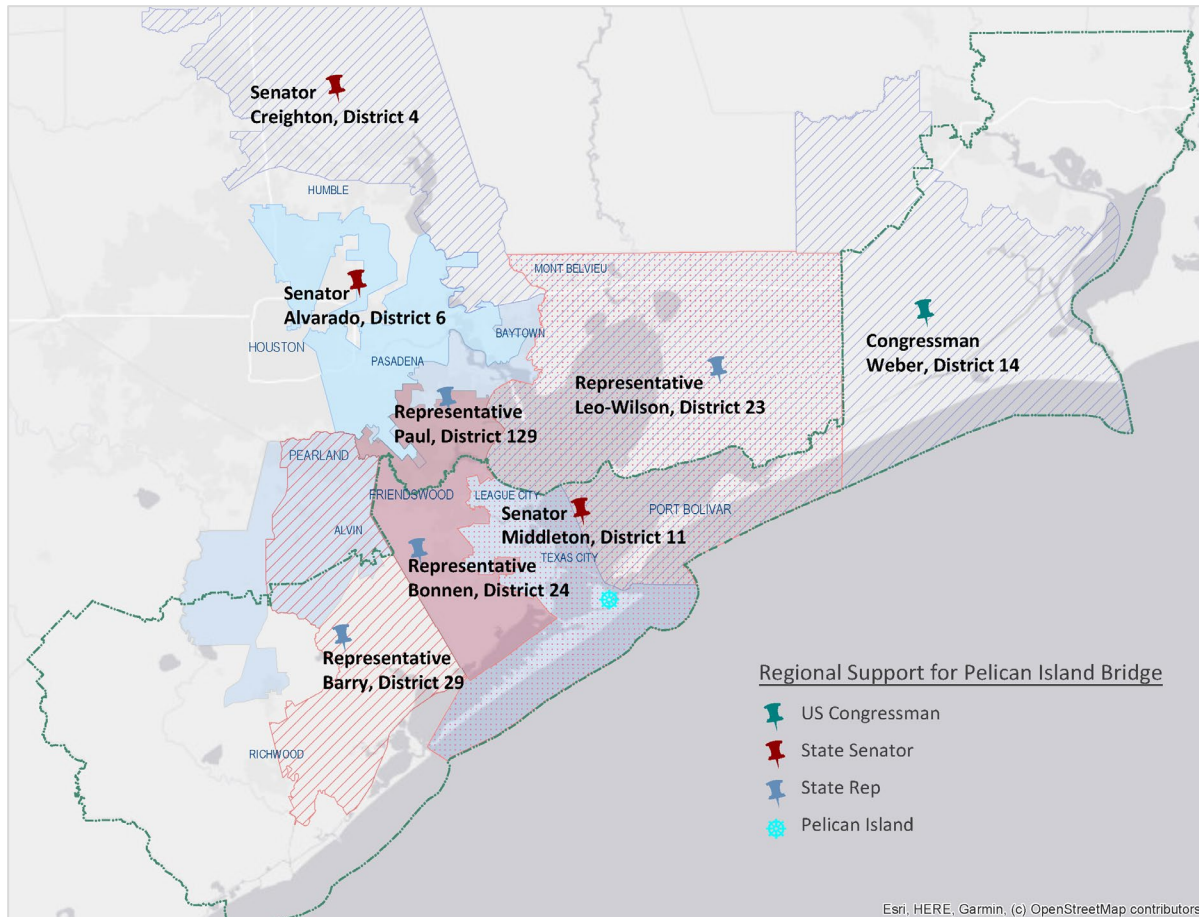 Senator
Creighton, District 4
HUMBLE
MONT BELVIEU
Senator
Alvarado, District 6
BAYTOWN
HOUSTON
PASADENA
Congressman
Weber, District 14
Representative
Leo-Wilson, District 23
Representative
Paul, District 129
PEARLAND
FRIENDSWOOD
LEAGUE CITY
Senator
Middleton, District 11
PORT BOLIVAR
ALVIN
TEXAS CITY
Representative
Bonnen, District 24
Representative
Barry, District 29
RICHWOOD
Regional Support for Pelican Island Bridge
US Congressman
State Senator
State Rep
Pelican Island
Esri, HERE, Garmin, (c) OpenStreetMap contributors